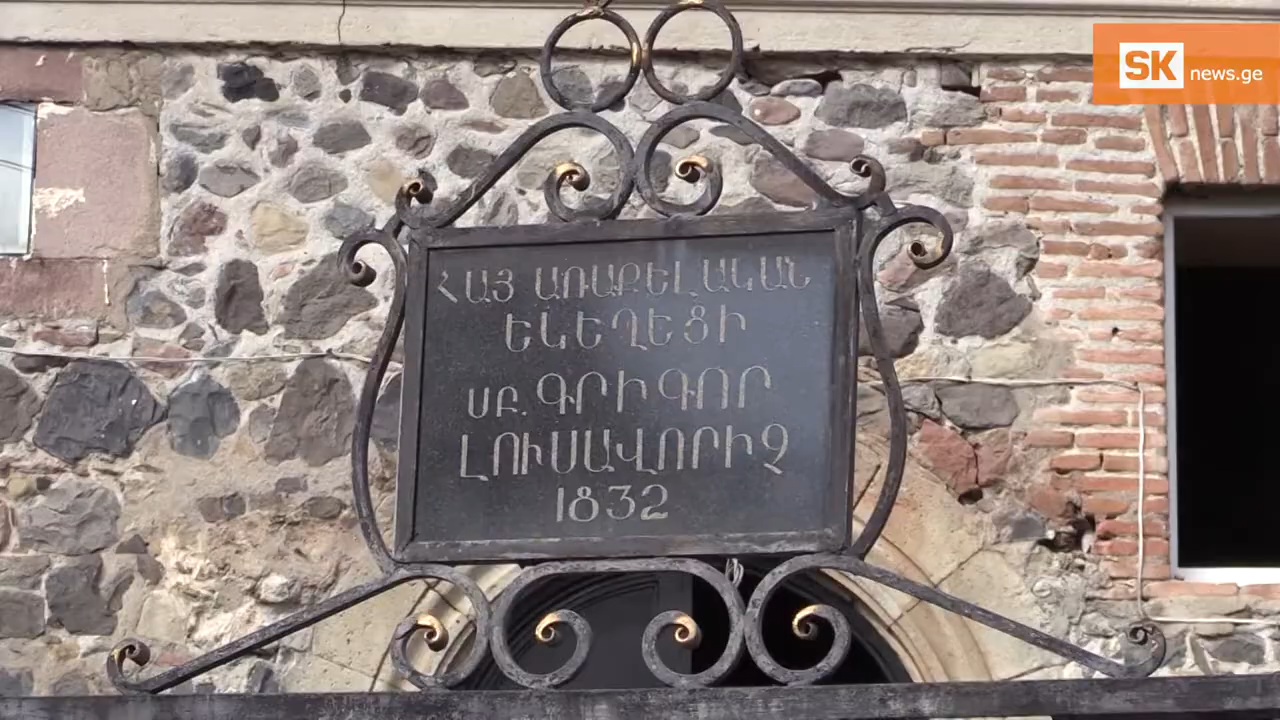 SK news.ge
ՀԱՅ ԱՌԱՔԵԼԱԿԱՆ
ԵԿԵՂԵՑԻ
ՍԲ. ԳՐԻԳՈՐ
ԼՈՒՍԱՎՈՐԻՉ
1832